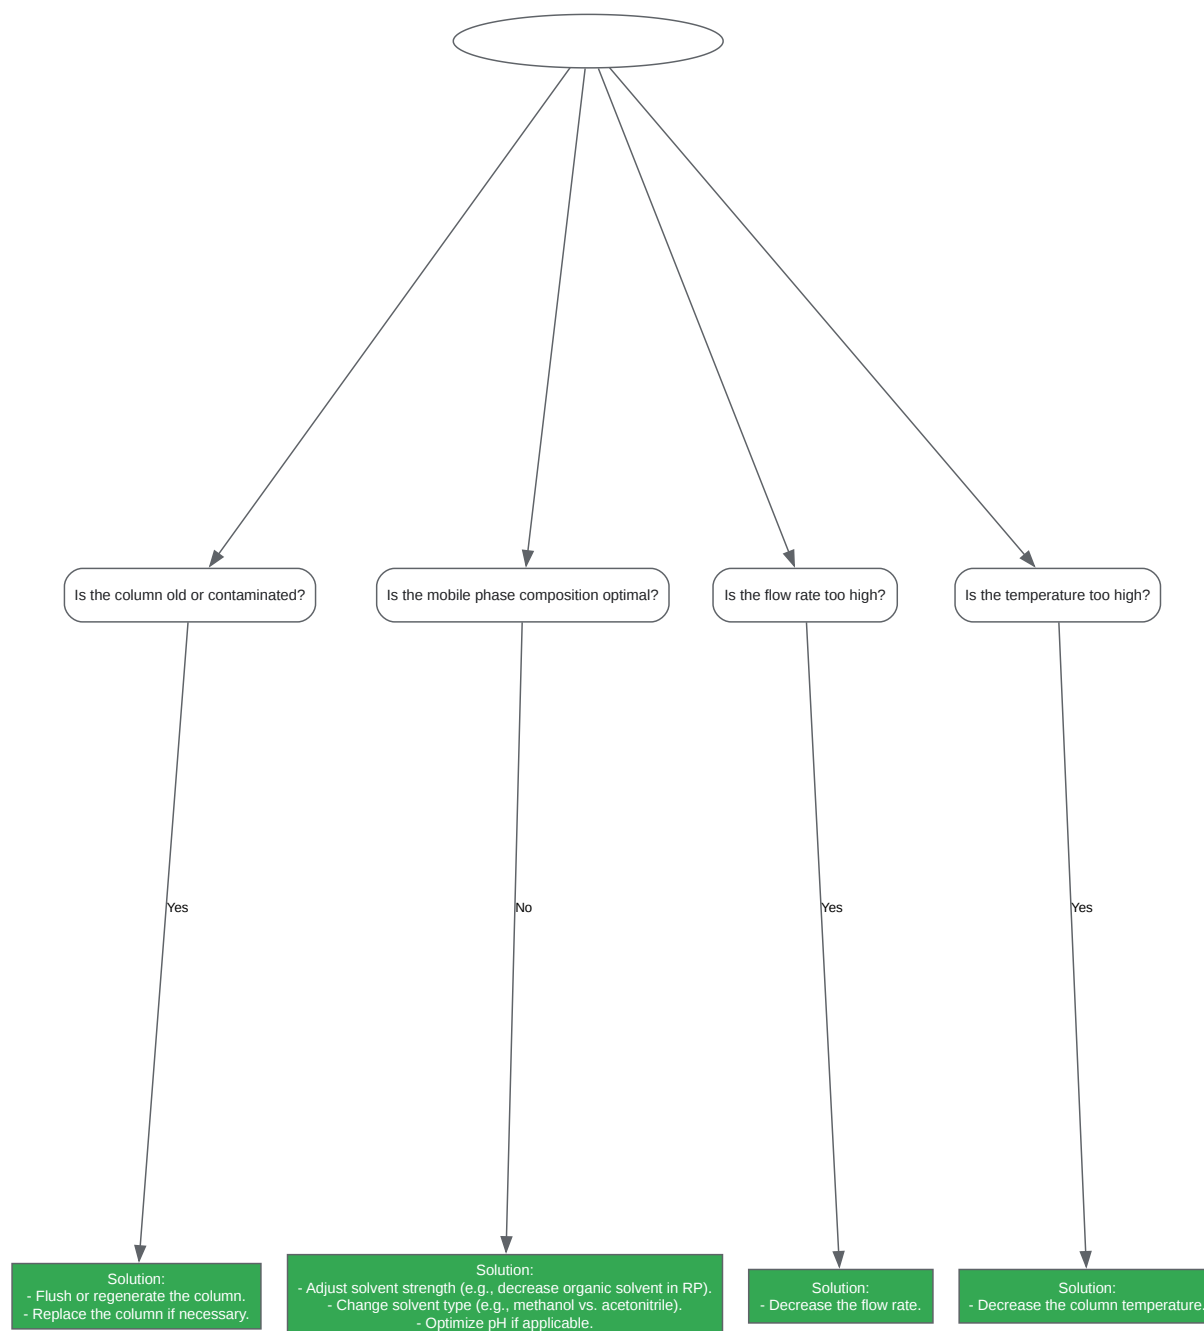 Is the column old or contaminated?
Is the mobile phase composition optimal?
Is the flow rate too high?
Is the temperature too high?
Yes
No
Yes
Yes
Solution:
- Flush or regenerate the column.
- Replace the column if necessary.
Solution:
- Adjust solvent strength (e.g., decrease organic solvent in RP).
- Change solvent type (e.g., methanol vs. acetonitrile).
- Optimize pH if applicable.
Solution:
- Decrease the flow rate.
Solution:
- Decrease the column temperature.